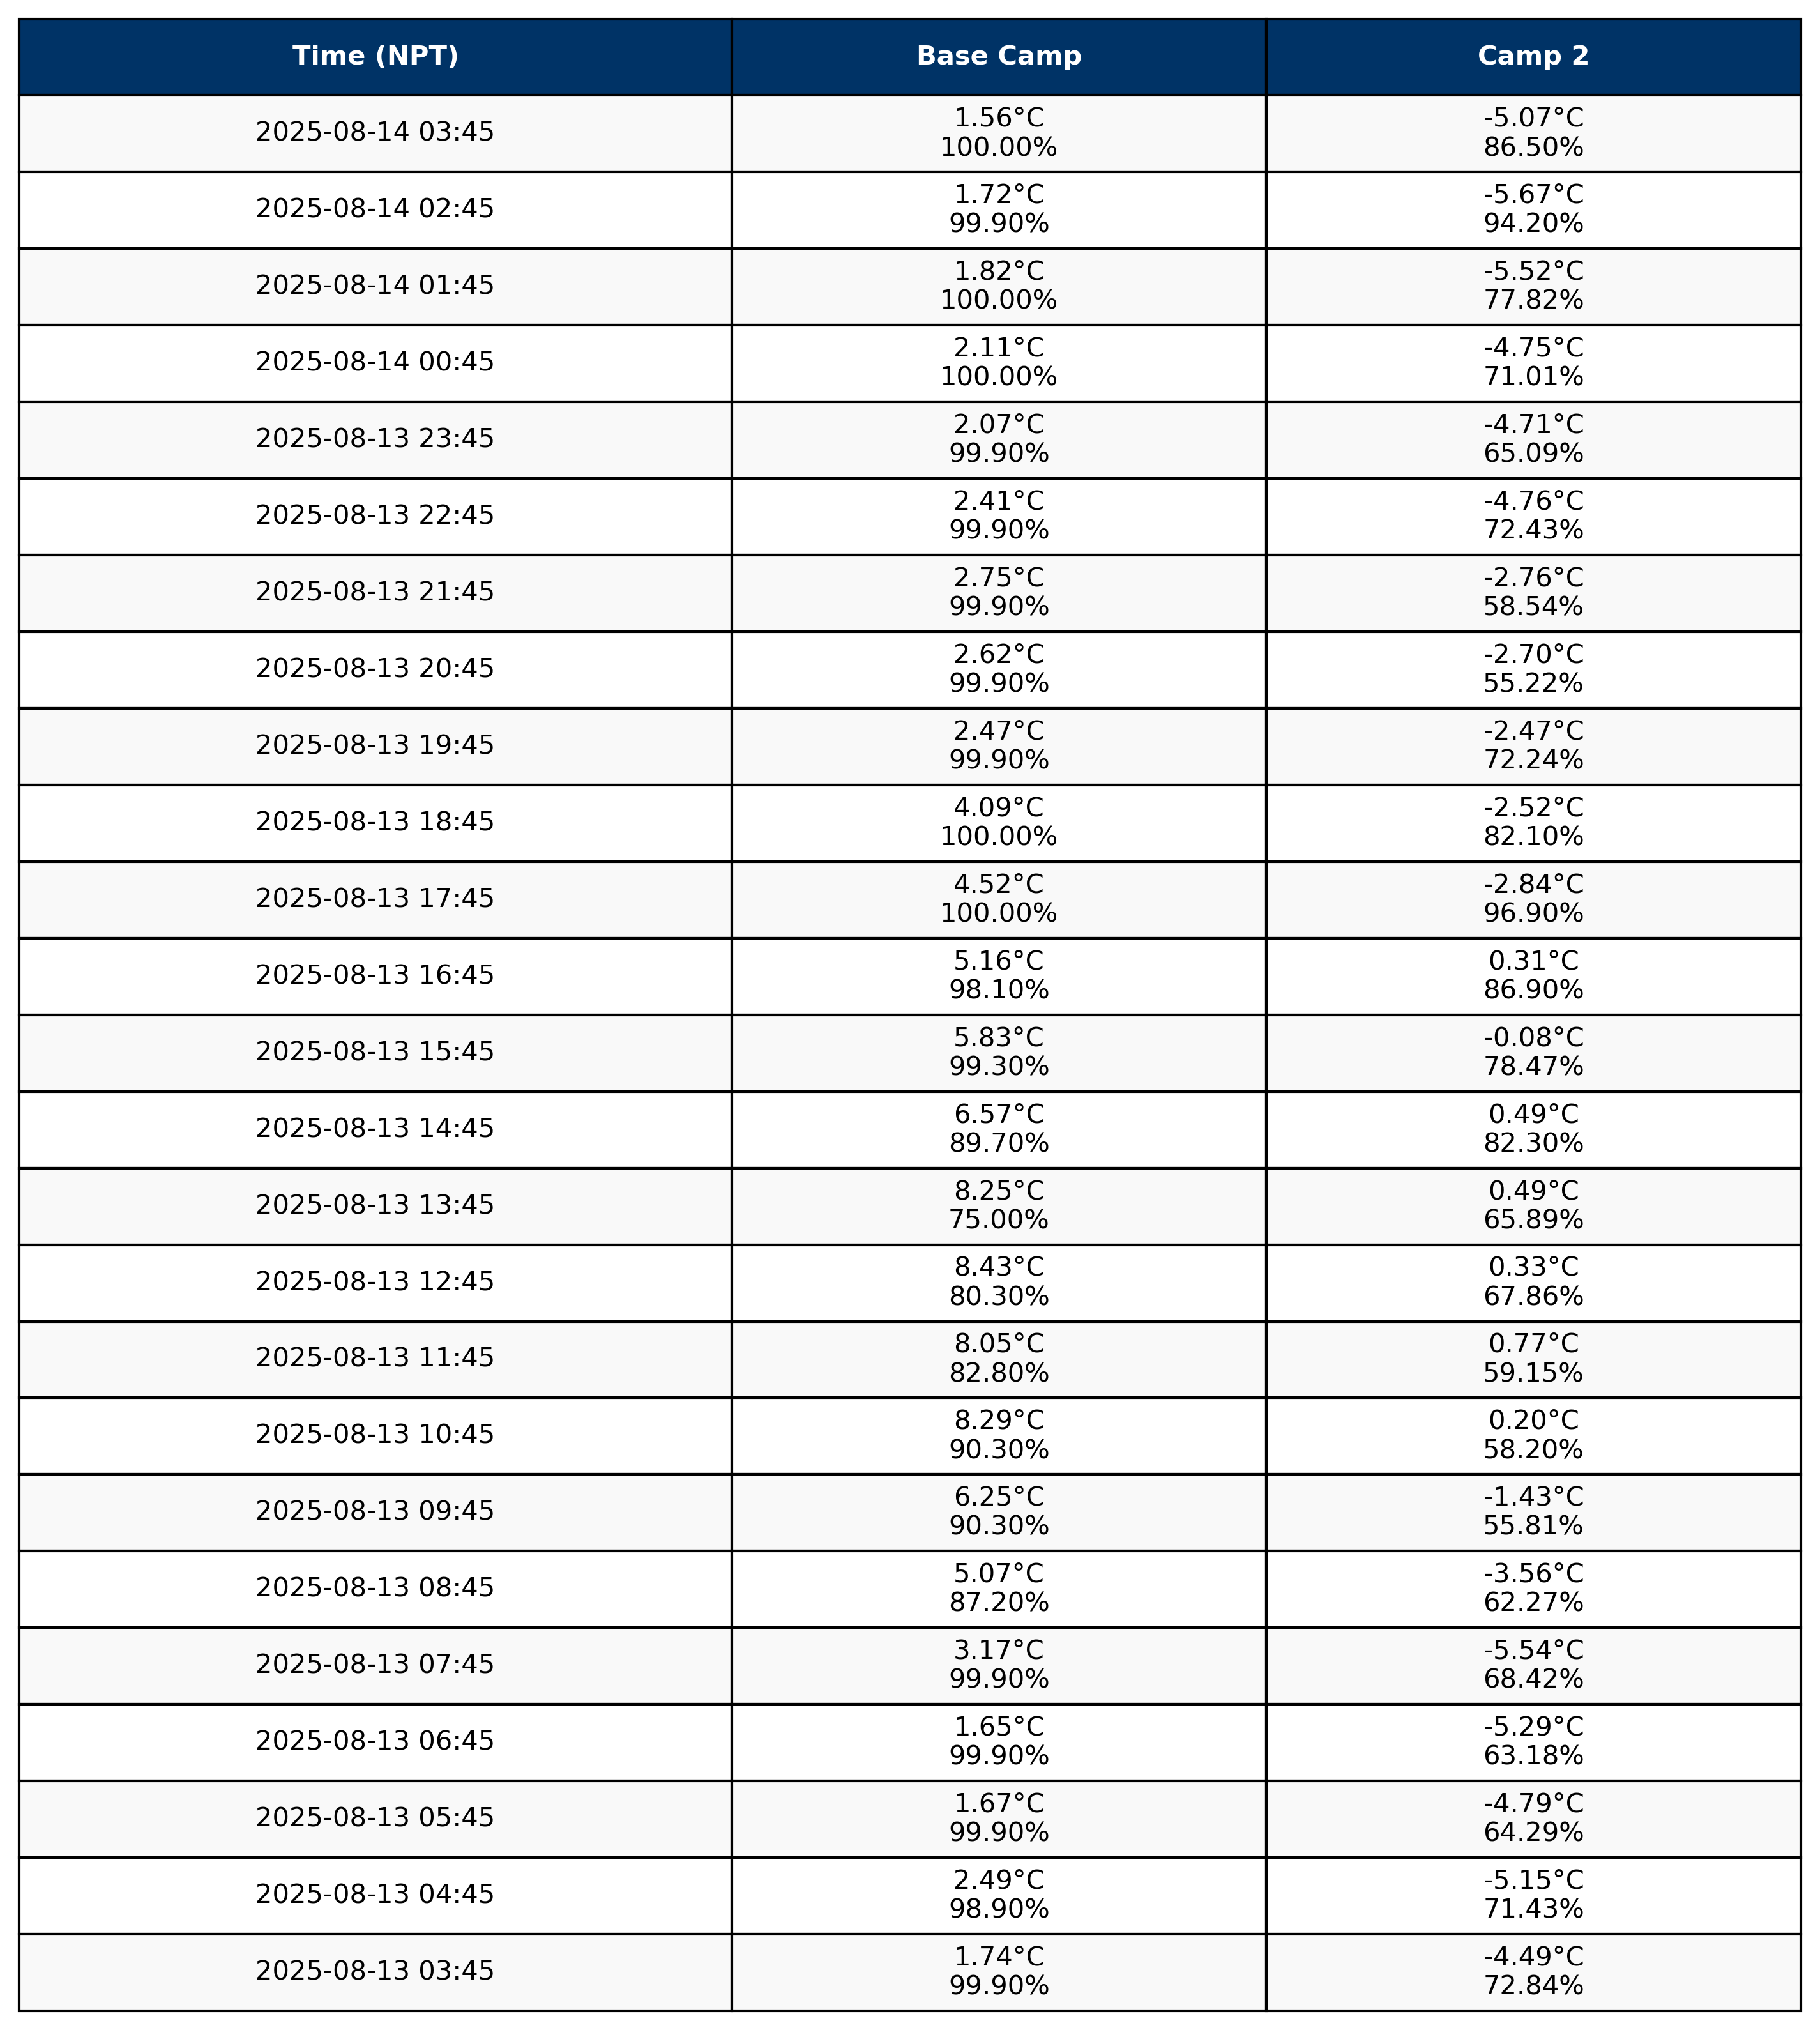 Time (NPT) Base Camp Camp 2
2025-08-14 03:45
1.56°C
100.00%
-5.07°C
86.50%
2025-08-14 02:45
1.72°C
99.90%
-5.67°C
94.20%
2025-08-14 01:45
1.82°C
100.00%
-5.52°C
77.82%
2025-08-14 00:45
2.11°C
100.00%
-4.75°C
71.01%
2025-08-13 23:45
2.07°C
99.90%
-4.71°C
65.09%
2025-08-13 22:45
2.41°C
99.90%
-4.76°C
72.43%
2025-08-13 21:45
2.75°C
99.90%
-2.76°C
58.54%
2025-08-13 20:45
2.62°C
99.90%
-2.70°C
55.22%
2025-08-13 19:45
2.47°C
99.90%
-2.47°C
72.24%
2025-08-13 18:45
4.09°C
100.00%
-2.52°C
82.10%
2025-08-13 17:45
4.52°C
100.00%
-2.84°C
96.90%
2025-08-13 16:45
5.16°C
98.10%
0.31°C
86.90%
2025-08-13 15:45
5.83°C
99.30%
-0.08°C
78.47%
2025-08-13 14:45
6.57°C
89.70%
0.49°C
82.30%
2025-08-13 13:45
8.25°C
75.00%
0.49°C
65.89%
2025-08-13 12:45
8.43°C
80.30%
0.33°C
67.86%
2025-08-13 11:45
8.05°C
82.80%
0.77°C
59.15%
2025-08-13 10:45
8.29°C
90.30%
0.20°C
58.20%
2025-08-13 09:45
6.25°C
90.30%
-1.43°C
55.81%
2025-08-13 08:45
5.07°C
87.20%
-3.56°C
62.27%
2025-08-13 07:45
3.17°C
99.90%
-5.54°C
68.42%
2025-08-13 06:45
1.65°C
99.90%
-5.29°C
63.18%
2025-08-13 05:45
1.67°C
99.90%
-4.79°C
64.29%
2025-08-13 04:45
2.49°C
98.90%
-5.15°C
71.43%
2025-08-13 03:45
1.74°C
99.90%
-4.49°C
72.84%